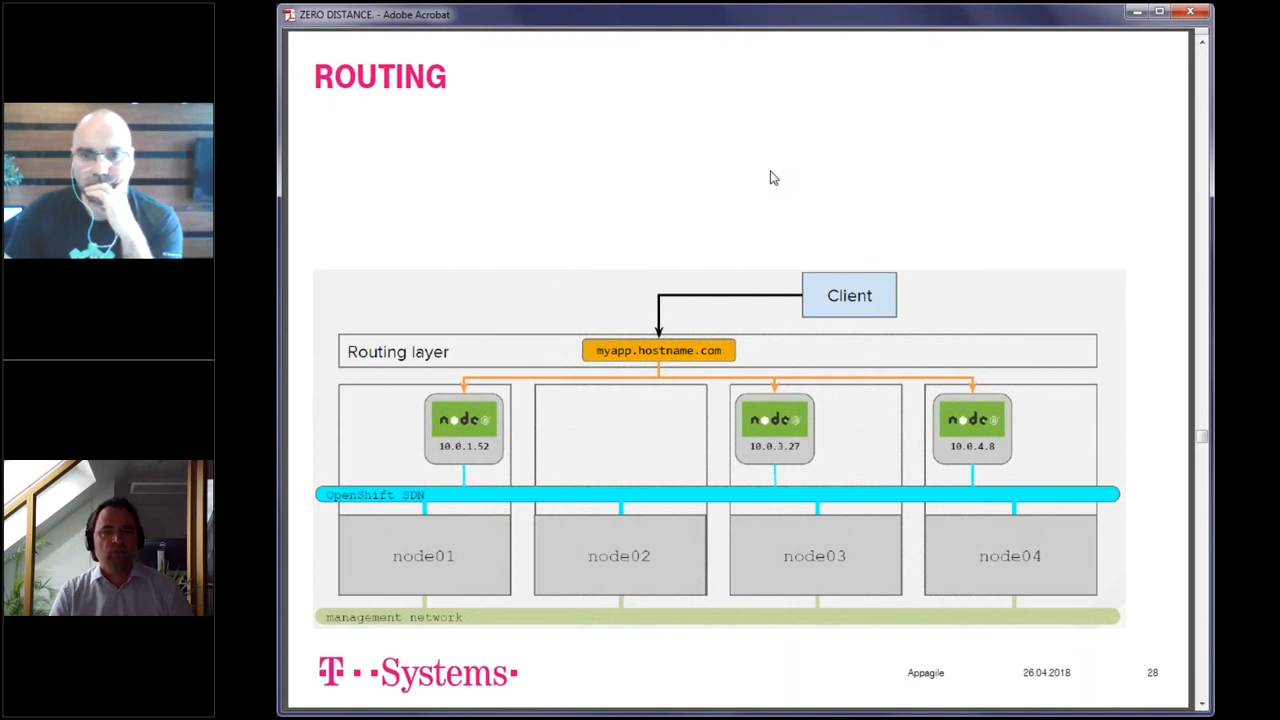 ZERO DISTANCE. - Adobe Acrobat
ROUTING
Client
Routing layer
myapp.hostname.com
node
node
node
10.0.1.52
10.0.3.27
10.0.4.8
OpenShift SDN
node01
node02
node03
node04
management network
T··Systems·
Appagile
26.04.2018
28